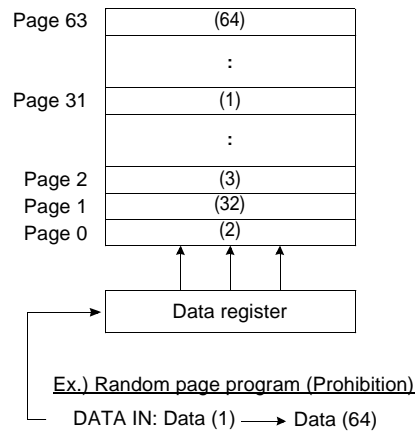 Page 63 (64)
:
Page 31 (1)
:
Page 2 (3)
Page 1 (32)
Page 0 (2)
Data register
Ex.) Random page program (Prohibition)
DATA IN: Data (1) Data (64)